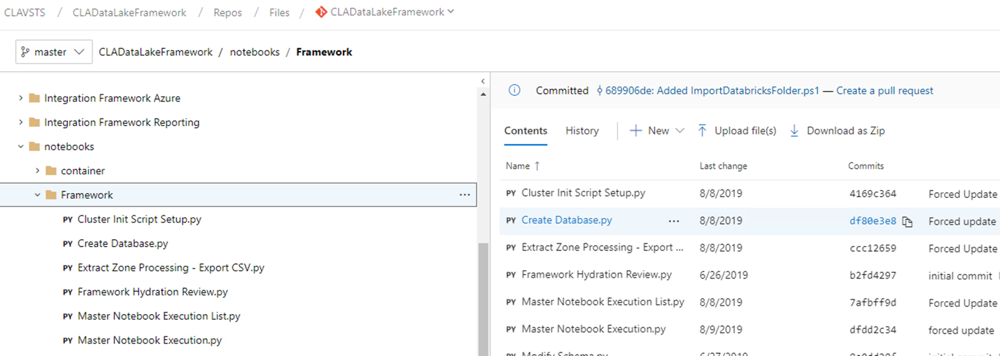 CLAVSTS / CLADataLakeFramework / Repos / Files / CLADataLakeFramework
master CLADataLakeFramework / notebooks / Framework
Integration Framework Azure
Integration Framework Reporting
notebooks
container
Framework ...
PY Cluster Init Script Setup.py
PY Create Database.py
PY Extract Zone Processing - Export CSV.py
PY Framework Hydration Review.py
PY Master Notebook Execution List.py
PY Master Notebook Execution.py
Committed 689906de: Added ImportDatabricksFolder.ps1 — Create a pull request
Contents History New Upload file(s) Download as Zip
Name ↑ Last change Commits
PY Cluster Init Script Setup.py 8/8/2019 4169c364 Forced Update
PY Create Database.py ... 8/8/2019 df80e3e8 Forced update
PY Extract Zone Processing - Export ... 8/8/2019 ccc12659 Forced Update
PY Framework Hydration Review.py 6/26/2019 b2fd4297 initial commit
PY Master Notebook Execution List.py 8/8/2019 7afbff9d Forced Update
PY Master Notebook Execution.py 8/9/2019 dfdd2c34 forced update
PY Modify Schema.py 6/27/2019 initial commit